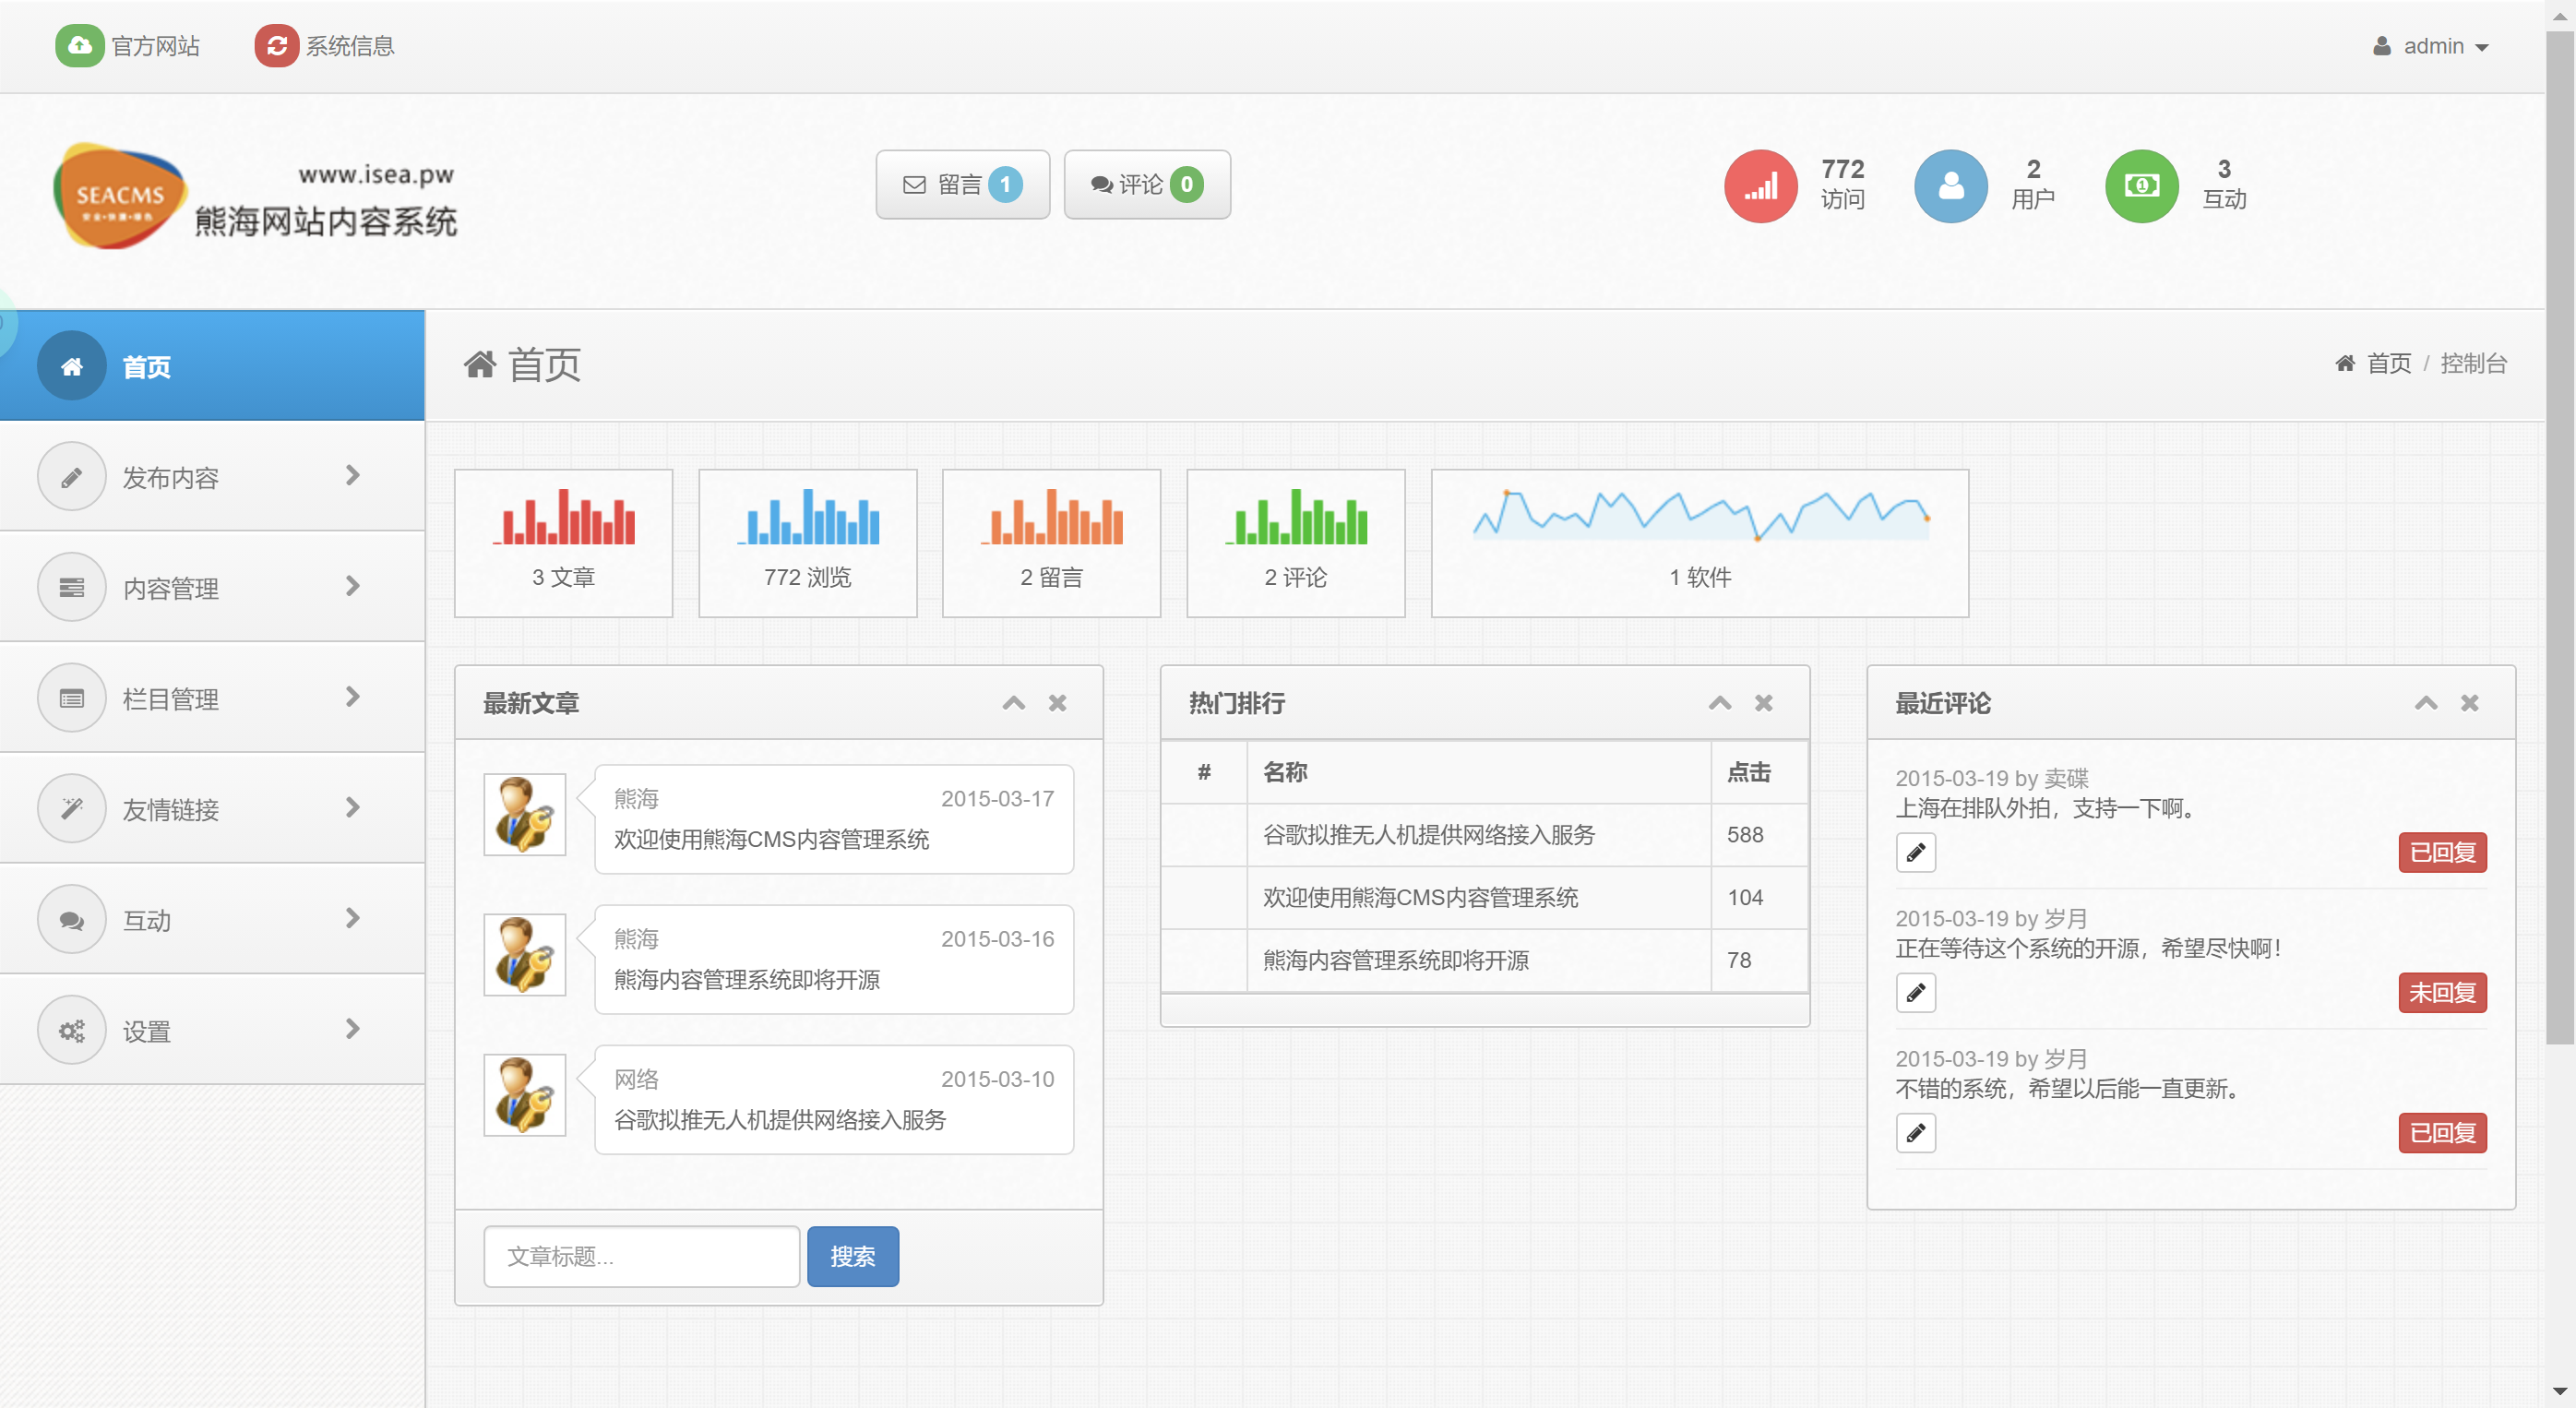 官方网站 系统信息 admin
SEACMS
安全•快速•绿色
www.isea.pw
熊海网站内容系统
留言 1 评论 0
772 访问
2 用户
3 互动
首页
发布内容
内容管理
栏目管理
友情链接
互动
设置
首页
首页 / 控制台
3 文章
772 浏览
2 留言
2 评论
1 软件
最新文章
熊海 2015-03-17
欢迎使用熊海CMS内容管理系统
熊海 2015-03-16
熊海内容管理系统即将开源
网络 2015-03-10
谷歌拟推无人机提供网络接入服务
文章标题... 搜索
热门排行
# 名称 点击
谷歌拟推无人机提供网络接入服务 588
欢迎使用熊海CMS内容管理系统 104
熊海内容管理系统即将开源 78
最近评论
2015-03-19 by 卖碟
上海在排队外拍，支持一下啊。
已回复
2015-03-19 by 岁月
正在等待这个系统的开源，希望尽快啊！
未回复
2015-03-19 by 岁月
不错的系统，希望以后能一直更新。
已回复